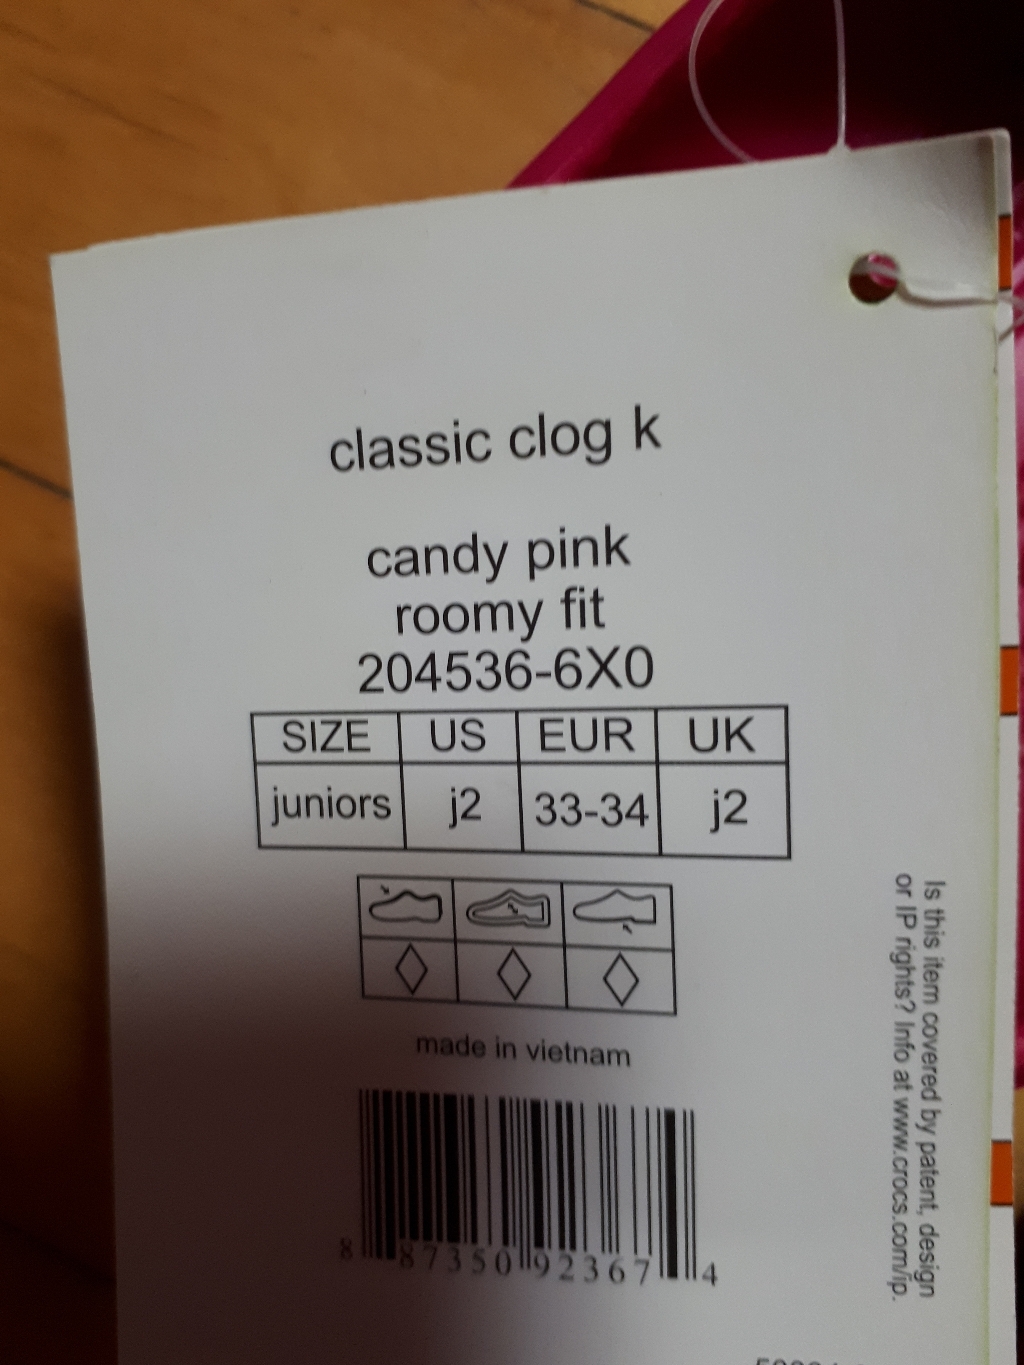 classic clog k
candy pink
roomy fit
204536-6X0
SIZE US EUR UK
juniors j2 33-34 j2
made in vietnam
8 87350 92367 4
Is this item covered by patent, design
or IP rights? Info at www.crocs.com/ip.